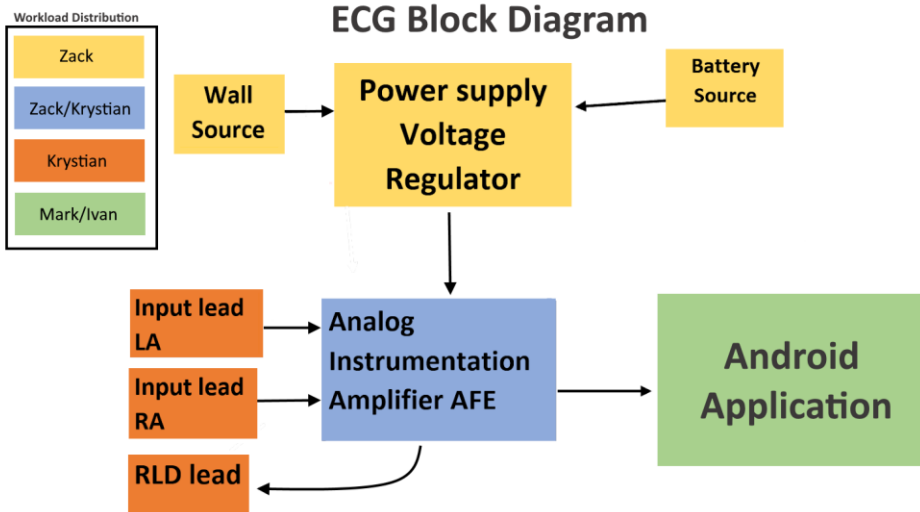 Workload Distribution
Zack
Zack/Krystian
Krystian
Mark/Ivan
ECG Block Diagram
Wall
Source
Power supply
Voltage
Regulator
Battery
Source
Input lead
LA
Input lead
RA
RLD lead
Analog
Instrumentation
Amplifier AFE
Android
Application